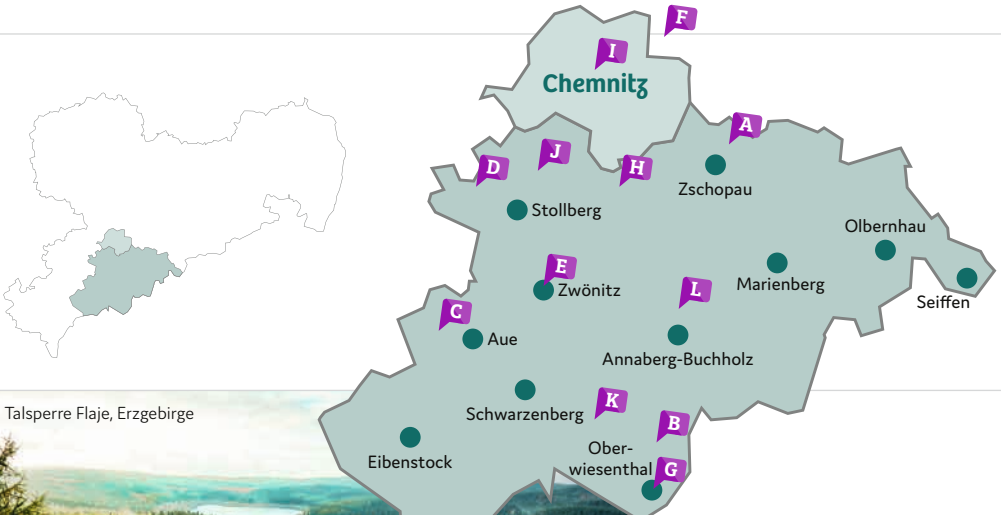 F
I
Chemnitz
A
J
D
H
Zschopau
Stollberg
Olbernhau
E
Zwönitz
Marienberg
L
Seiffen
C
Aue
Annaberg-Buchholz
K
Schwarzenberg
Talsperre Flaje, Erzgebirge
B
Ober-
wiesenthal
Eibenstock
G